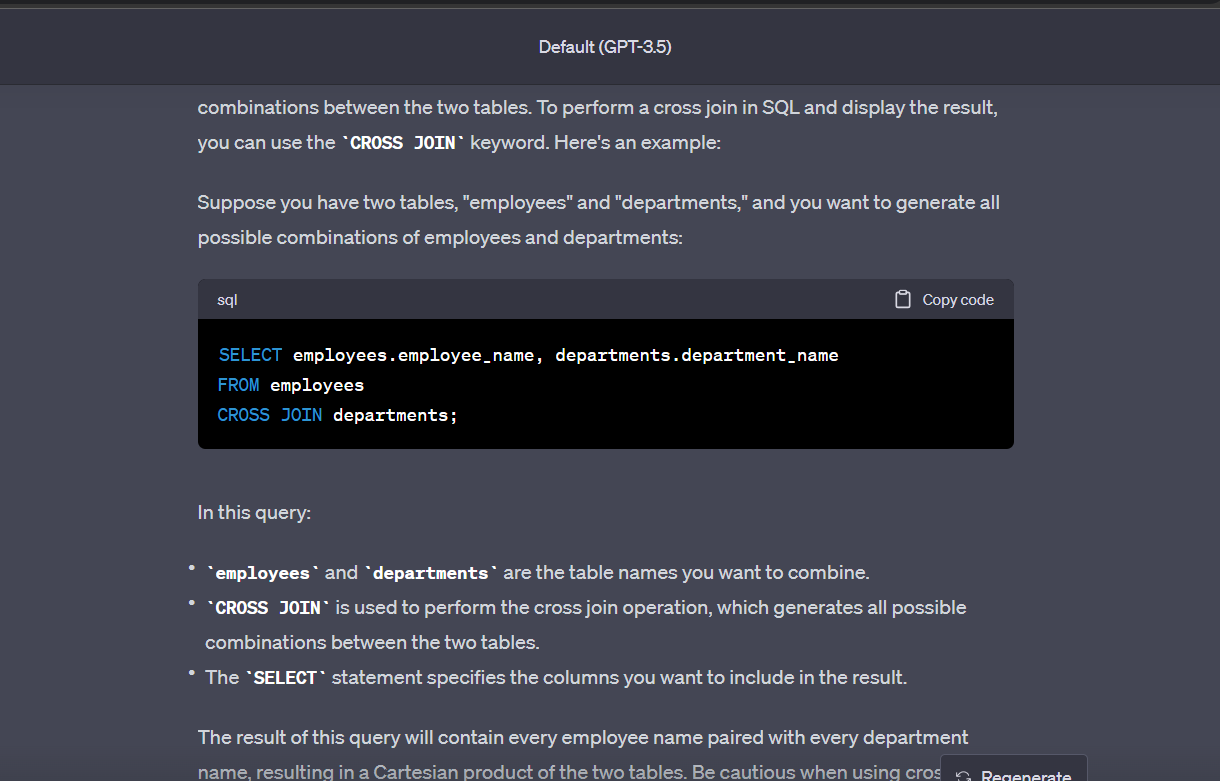 Default (GPT-3.5)
combinations between the two tables. To perform a cross join in SQL and display the result,
you can use the `CROSS JOIN` keyword. Here's an example:
Suppose you have two tables, "employees" and "departments," and you want to generate all
possible combinations of employees and departments:
sql
Copy code
SELECT employees.employee_name, departments.department_name
FROM employees
CROSS JOIN departments;
In this query:
• `employees` and `departments` are the table names you want to combine.
• `CROSS JOIN` is used to perform the cross join operation, which generates all possible
combinations between the two tables.
• The `SELECT` statement specifies the columns you want to include in the result.
The result of this query will contain every employee name paired with every department
name, resulting in a Cartesian product of the two tables. Be cautious when using cros
Regenerate